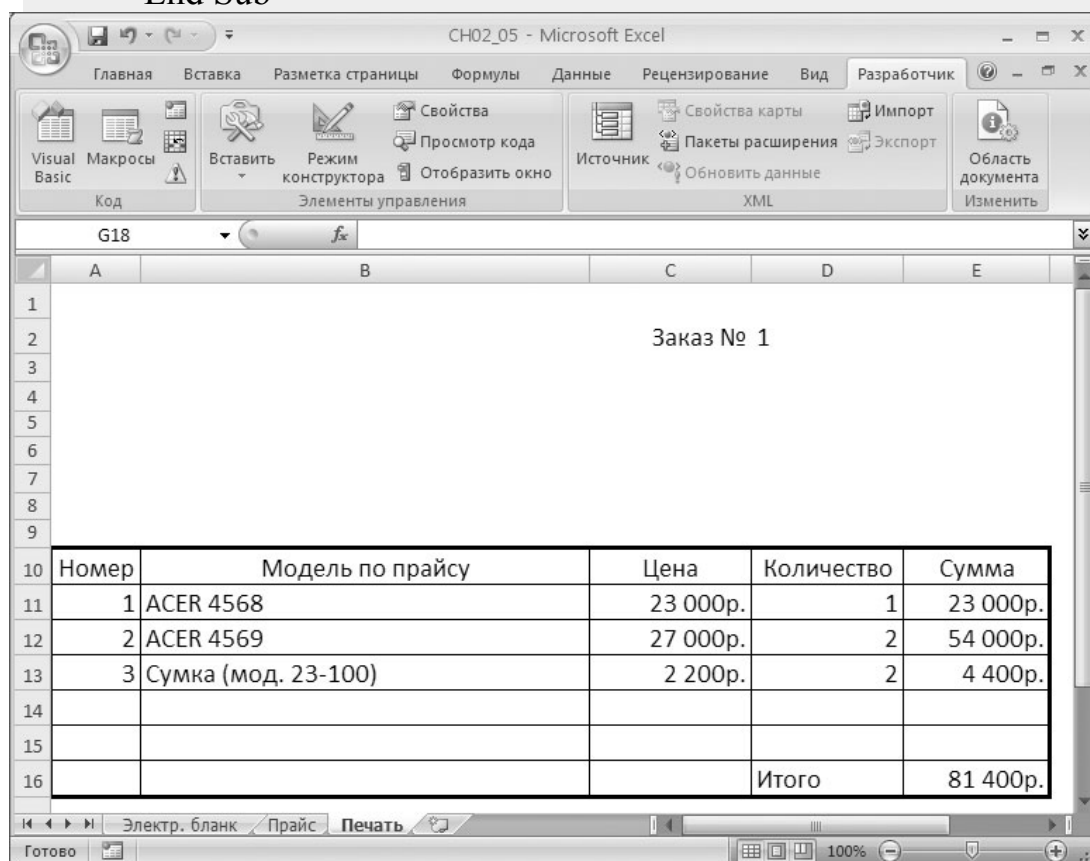 End Sub
CH02_05 - Microsoft Excel
Главная Вставка Разметка страницы Формулы Данные Рецензирование Вид Разработчик
Visual Basic
Макросы
Код
Вставить
Режим конструктора
Свойства
Просмотр кода
Отобразить окно
Элементы управления
Источник
Свойства карты
Пакеты расширения
Обновить данные
Импорт
Экспорт
XML
Область документа
Изменить
G18 fx
A B C D E
1
2 Заказ № 1
3
4
5
6
7
8
9
10 Номер Модель по прайсу Цена Количество Сумма
11 1 ACER 4568 23 000р. 1 23 000р.
12 2 ACER 4569 27 000р. 2 54 000р.
13 3 Сумка (мод. 23-100) 2 200р. 2 4 400р.
14
15
16 Итого 81 400р.
Электр. бланк Прайс Печать
Готово 100%